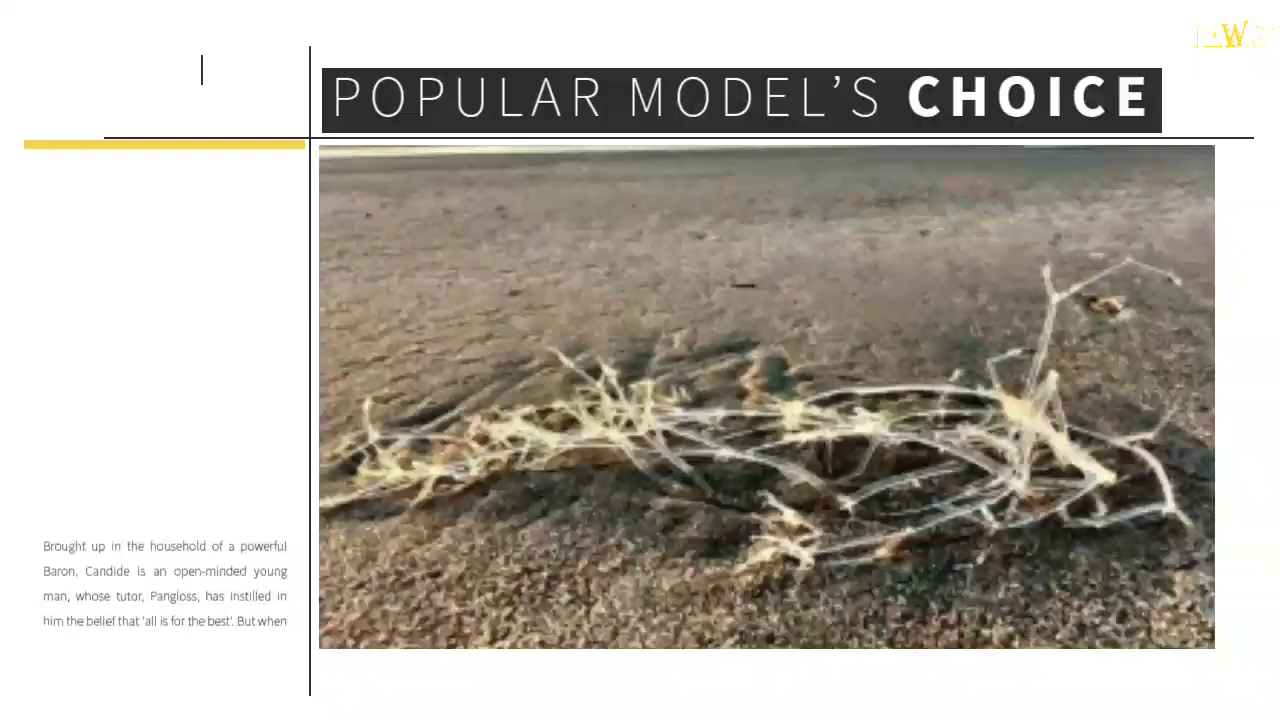 POPULAR MODEL’S CHOICE
Brought up in the household of a powerful
Baron, Candide is an open-minded young
man, whose tutor, Pangloss, has instilled in
him the belief that 'all is for the best'. But when